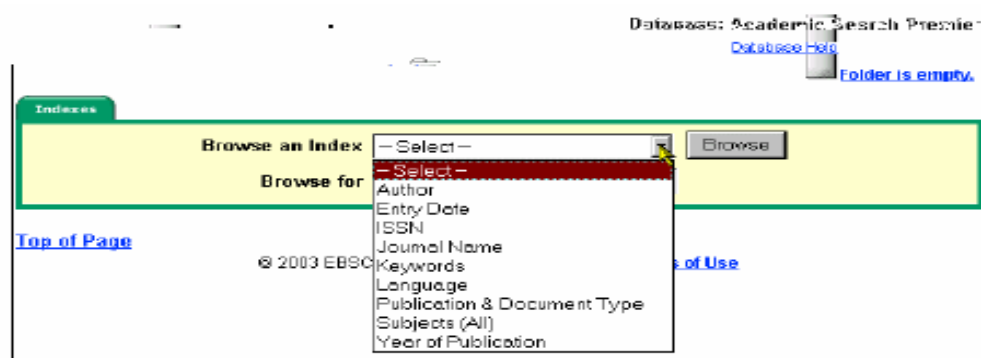 Database: Academic Search Premie
Database Help
Folder is empty.
Indexes
Browse an Index -- Select -- Browse
Browse for
-- Select --
Author
Entry Date
ISSN
Journal Name
Keywords
Language
Publication & Document Type
Subjects (All)
Year of Publication
Top of Page
© 2003 EBSC s of Use